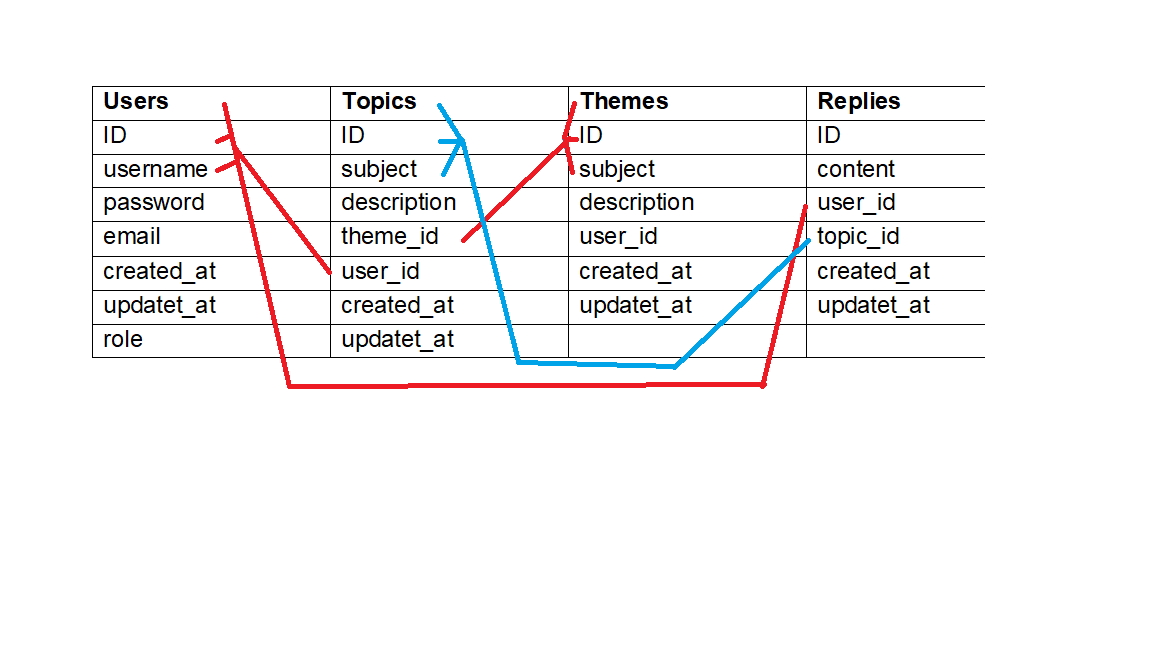 Users Topics Themes Replies
ID ID ID ID
username subject subject content
password description description user_id
email theme_id user_id topic_id
created_at user_id created_at created_at
updatet_at created_at updatet_at updatet_at
role updatet_at